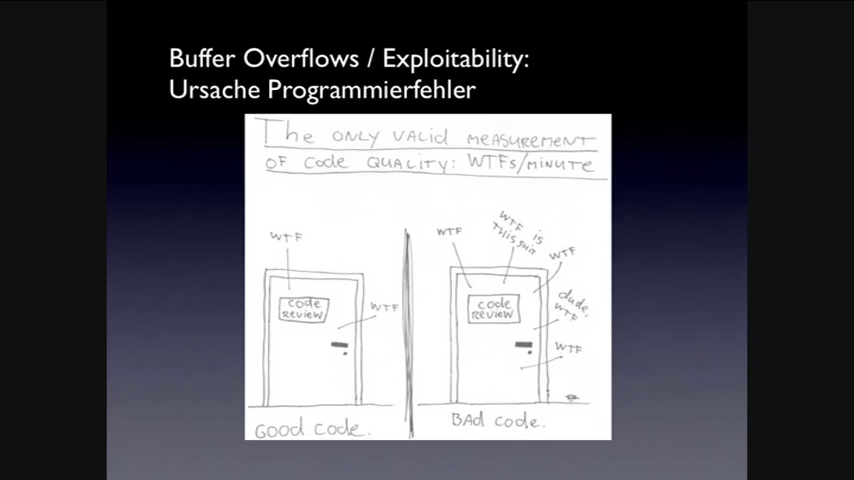 Buffer Overflows / Exploitability:
Ursache Programmierfehler
The ONLY VALID MEASUREMENT
OF CODE QUALITY: WTFs/MINUTE
WTF
CODE
REVIEW
WTF
GOOD CODE.
WTF
WTF IS
THIS SHIT
WTF
CODE
REVIEW
dude,
WTF
WTF
BAD CODE.